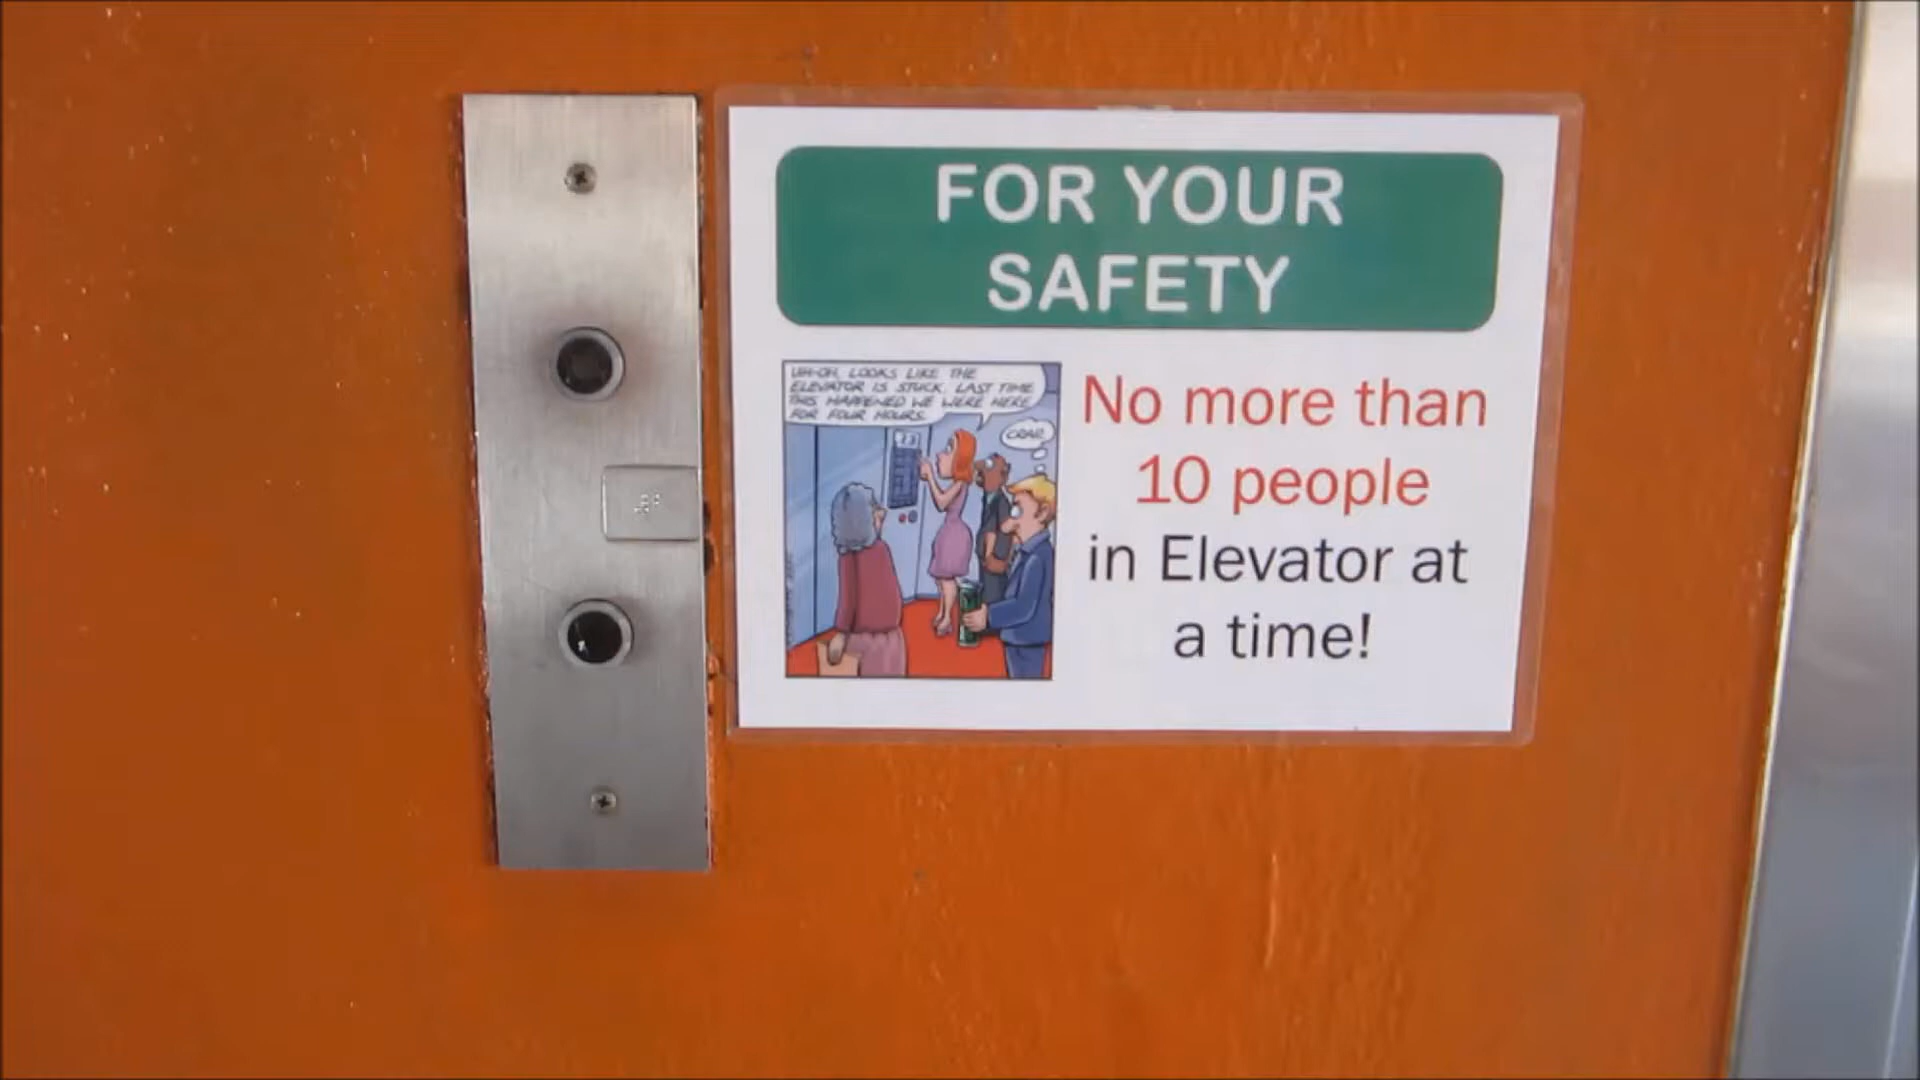 FOR YOUR
SAFETY
UH-OH. LOOKS LIKE THE
ELEVATOR IS STUCK. LAST TIME
THIS HAPPENED WE WERE HERE
FOR FOUR HOURS.
CRAP.
No more than
10 people
in Elevator at
a time!